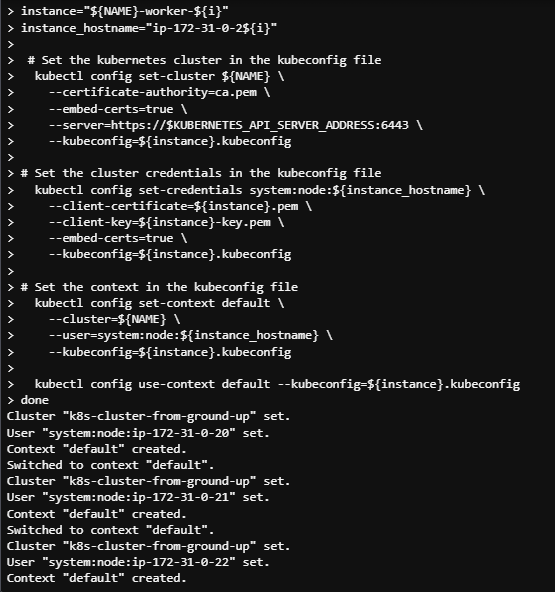 > instance="${NAME}-worker-${i}"
> instance_hostname="ip-172-31-0-2${i}"
>
>  # Set the kubernetes cluster in the kubeconfig file
>   kubectl config set-cluster ${NAME} \
>     --certificate-authority=ca.pem \
>     --embed-certs=true \
>     --server=https://$KUBERNETES_API_SERVER_ADDRESS:6443 \
>     --kubeconfig=${instance}.kubeconfig
>
> # Set the cluster credentials in the kubeconfig file
>   kubectl config set-credentials system:node:${instance_hostname} \
>     --client-certificate=${instance}.pem \
>     --client-key=${instance}-key.pem \
>     --embed-certs=true \
>     --kubeconfig=${instance}.kubeconfig
>
> # Set the context in the kubeconfig file
>   kubectl config set-context default \
>     --cluster=${NAME} \
>     --user=system:node:${instance_hostname} \
>     --kubeconfig=${instance}.kubeconfig
>
>   kubectl config use-context default --kubeconfig=${instance}.kubeconfig
> done
Cluster "k8s-cluster-from-ground-up" set.
User "system:node:ip-172-31-0-20" set.
Context "default" created.
Switched to context "default".
Cluster "k8s-cluster-from-ground-up" set.
User "system:node:ip-172-31-0-21" set.
Context "default" created.
Switched to context "default".
Cluster "k8s-cluster-from-ground-up" set.
User "system:node:ip-172-31-0-22" set.
Context "default" created.